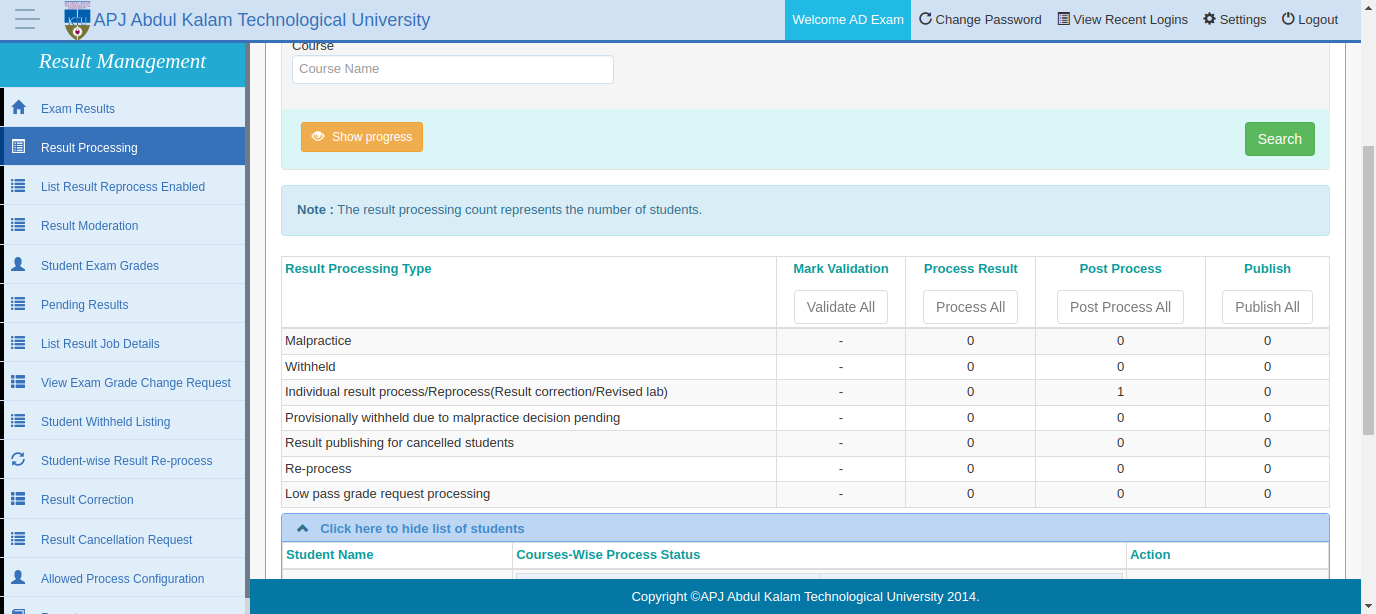 APJ Abdul Kalam Technological University
Welcome AD Exam Change Password View Recent Logins Settings Logout
Result Management
Exam Results
Result Processing
List Result Reprocess Enabled
Result Moderation
Student Exam Grades
Pending Results
List Result Job Details
View Exam Grade Change Request
Student Withheld Listing
Student-wise Result Re-process
Result Correction
Result Cancellation Request
Allowed Process Configuration
Course
Course Name
Show progress
Search
Note : The result processing count represents the number of students.
Result Processing Type Mark Validation Process Result Post Process Publish
Validate All Process All Post Process All Publish All
Malpractice - 0 0 0
Withheld - 0 0 0
Individual result process/Reprocess(Result correction/Revised lab) - 0 1 0
Provisionally withheld due to malpractice decision pending - 0 0 0
Result publishing for cancelled students - 0 0 0
Re-process - 0 0 0
Low pass grade request processing - 0 0 0
Click here to hide list of students
Student Name Courses-Wise Process Status Action
Copyright ©APJ Abdul Kalam Technological University 2014.